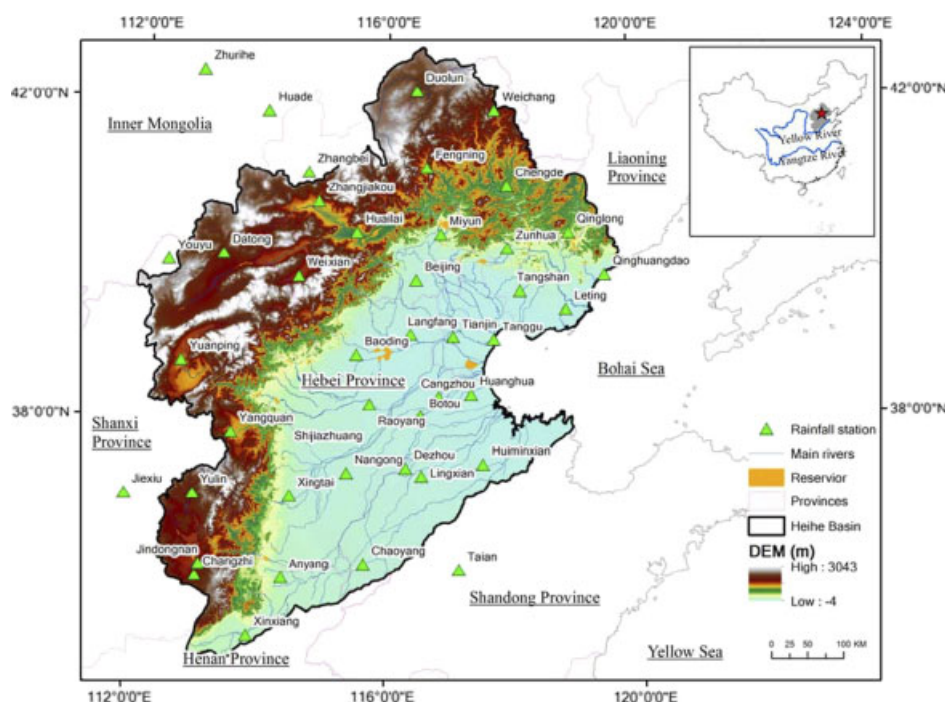 112°0'0"E
116°0'0"E
120°0'0"E
124°0'0"E
42°0'0"N
42°0'0"N
38°0'0"N
38°0'0"N
Zhurihe
Huade
Inner Mongolia
Duolun
Weichang
Zhangbei
Fengning
Chengde
Liaoning
Province
Zhangjiakou
Huailai
Miyun
Qinglong
Youyu
Datong
Zunhua
Weixian
Beijing
Tangshan
Qinghuangdao
Leting
Langfang
Tianjin
Tanggu
Baoding
Yuanping
Hebei Province
Cangzhou
Huanghua
Bohai Sea
Botou
Shanxi
Province
Yangquan
Raoyang
Shijiazhuang
Dezhou
Huiminxian
Nangong
Lingxian
Jiexiu
Yulin
Xingtai
Jindongnan
Changzhi
Anyang
Chaoyang
Taian
Shandong Province
Xinxiang
Henan Province
Yellow Sea
Yellow River
Yangtze River
Rainfall station
Main rivers
Reservior
Provinces
Heihe Basin
DEM (m)
High : 3043
Low : -4
0 25 50 100 KM
112°0'0"E
116°0'0"E
120°0'0"E